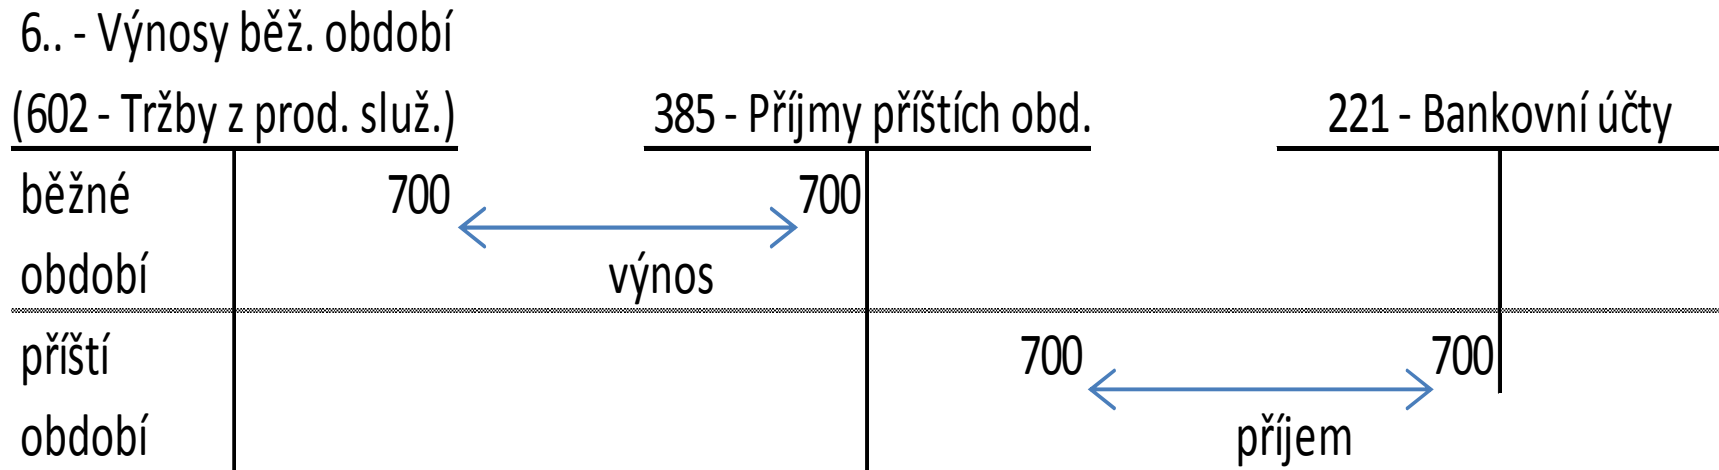 6.. - Výnosy běž. období
(602 - Tržby z prod. služ.) 385 - Příjmy příštích obd. 221 - Bankovní účty
běžné 700 700
období výnos
příští 700 700
období příjem